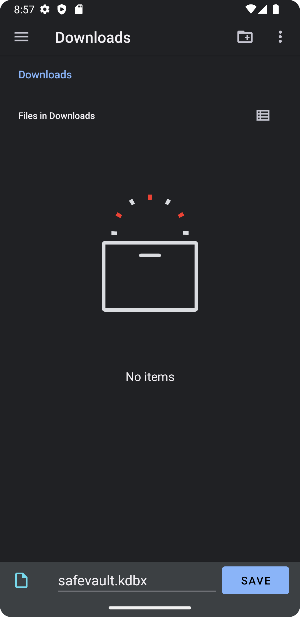 8:57
Downloads
Downloads
Files in Downloads
No items
safevault.kdbx
SAVE